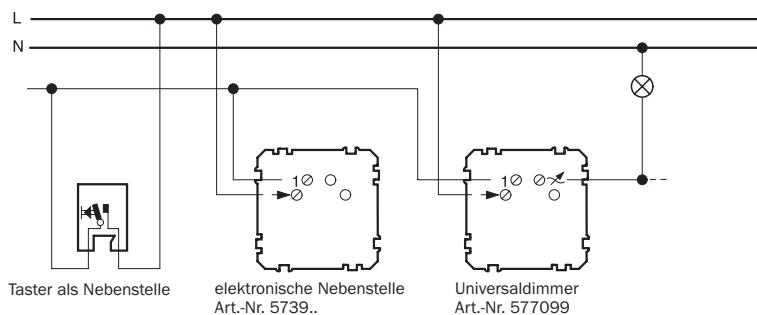 L
N
1
1
Taster als Nebenstelle
elektronische Nebenstelle
Art.-Nr. 5739..
Universaldimmer
Art.-Nr. 577099